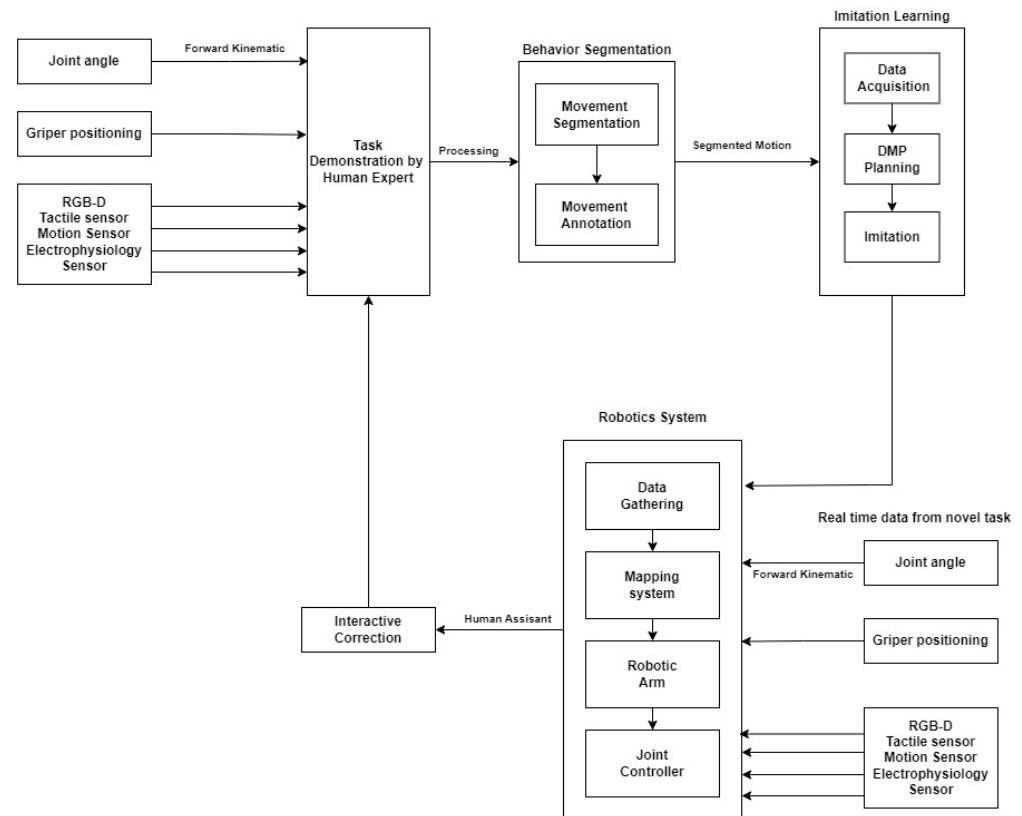 Joint angle
Forward Kinematic
Griper positioning
RGB-D
Tactile sensor
Motion Sensor
Electrophysiology
Sensor
Task
Demonstration by
Human Expert
Processing
Behavior Segmentation
Movement
Segmentation
Movement
Annotation
Segmented Motion
Imitation Learning
Data
Acquisition
DMP
Planning
Imitation
Robotics System
Data
Gathering
Mapping
system
Robotic
Arm
Joint
Controller
Real time data from novel task
Joint angle
Forward Kinematic
Griper positioning
RGB-D
Tactile sensor
Motion Sensor
Electrophysiology
Sensor
Human Assisant
Interactive
Correction